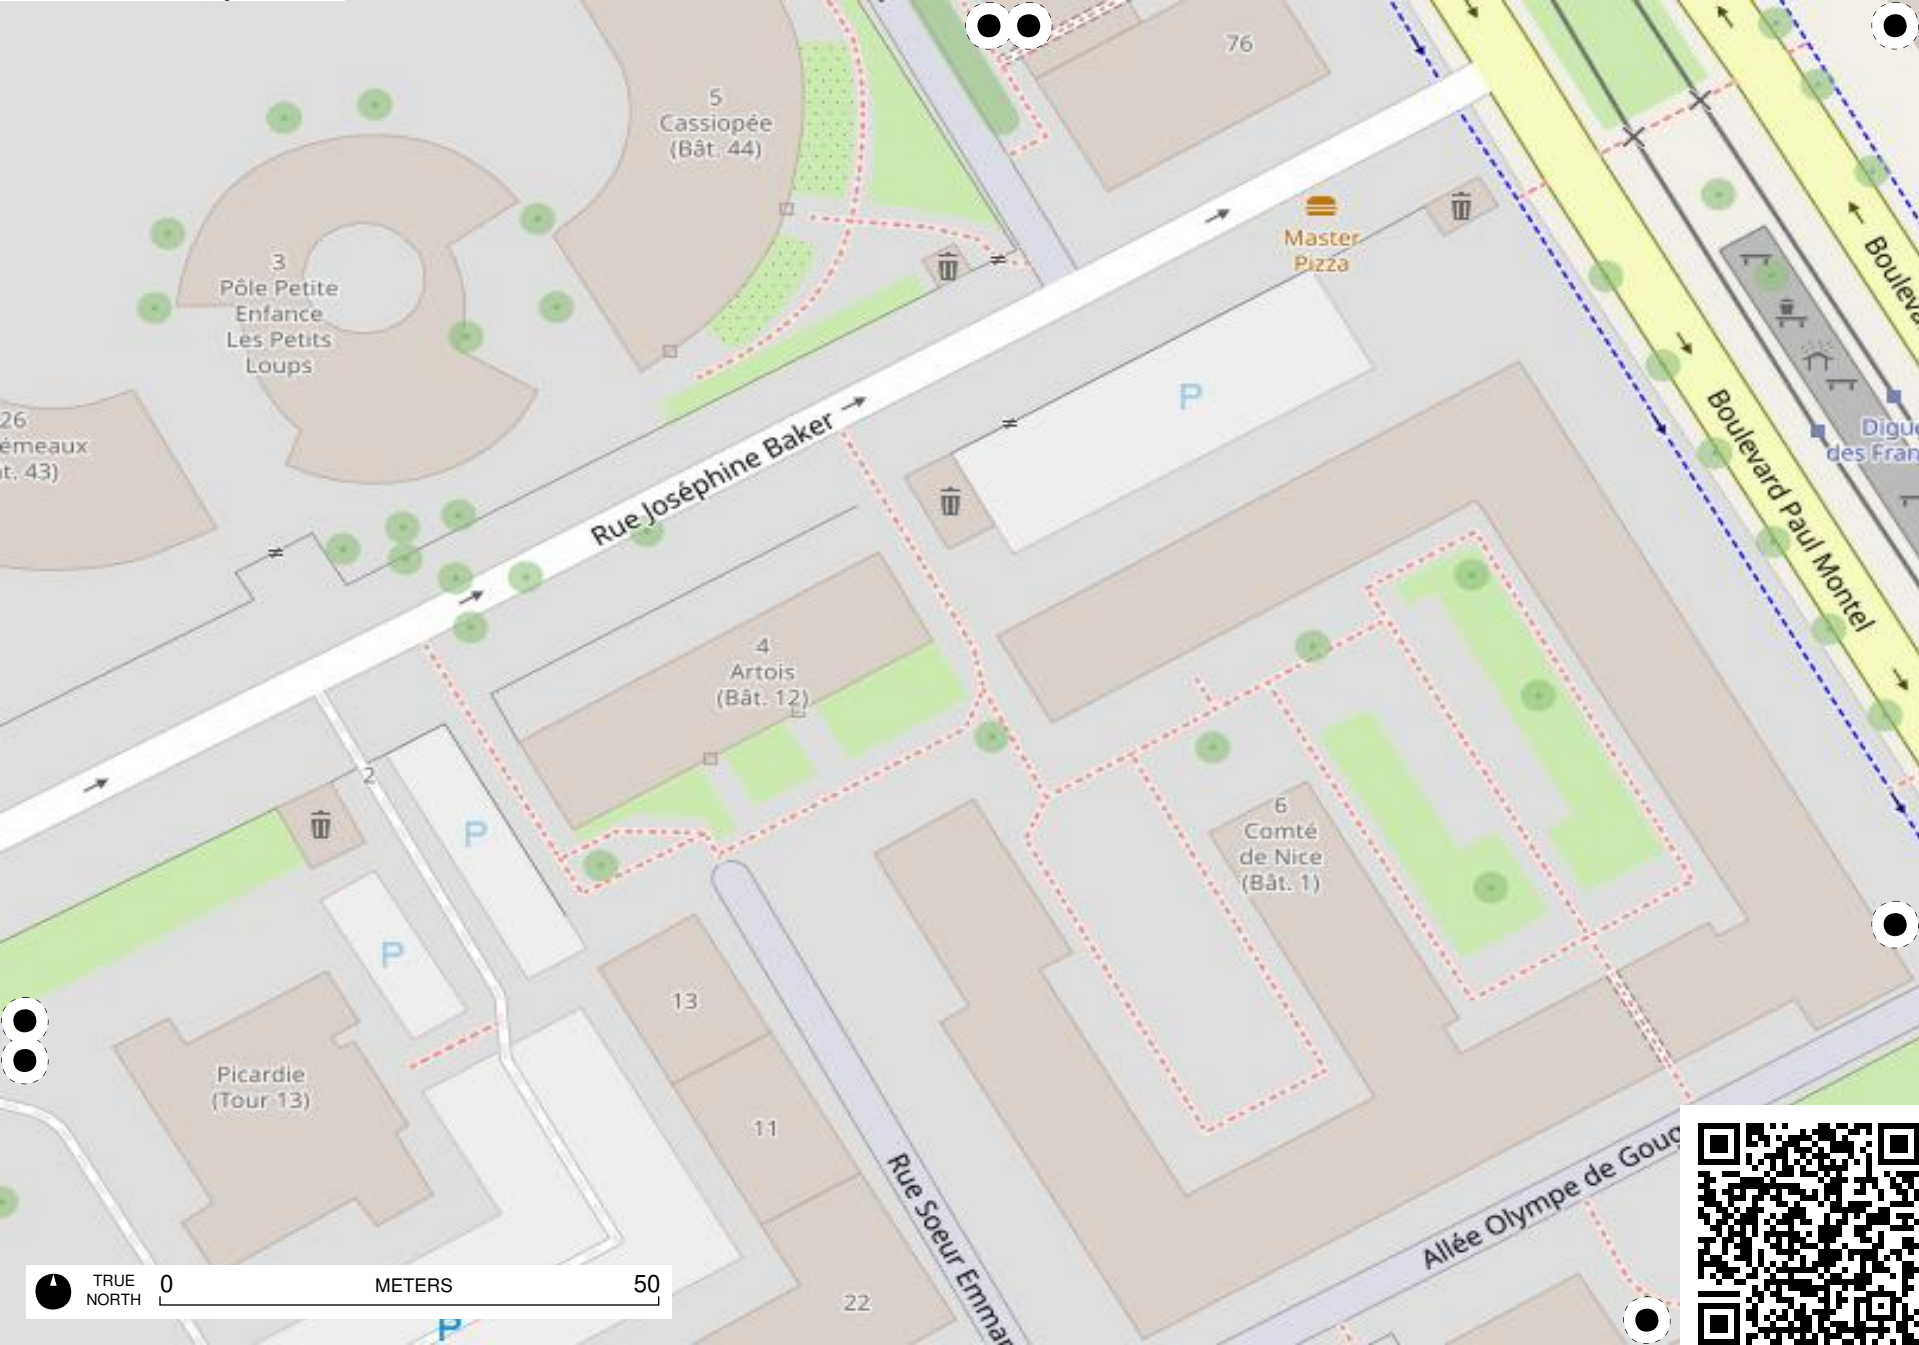 76
5
Cassiopée
(Bât. 44)
3
Pôle Petite
Enfance
Les Petits
Loups
Master
Pizza
P
26
émeaux
t. 43)
Rue Joséphine Baker
Boulevard Paul Montel
Boulev
Digue
des Fran
4
Artois
(Bât. 12)
2
P
6
Comté
de Nice
(Bât. 1)
P
13
Picardie
(Tour 13)
11
Rue Soeur Emma
Allée Olympe de Goug
22
P
TRUE
NORTH
0 METERS 50